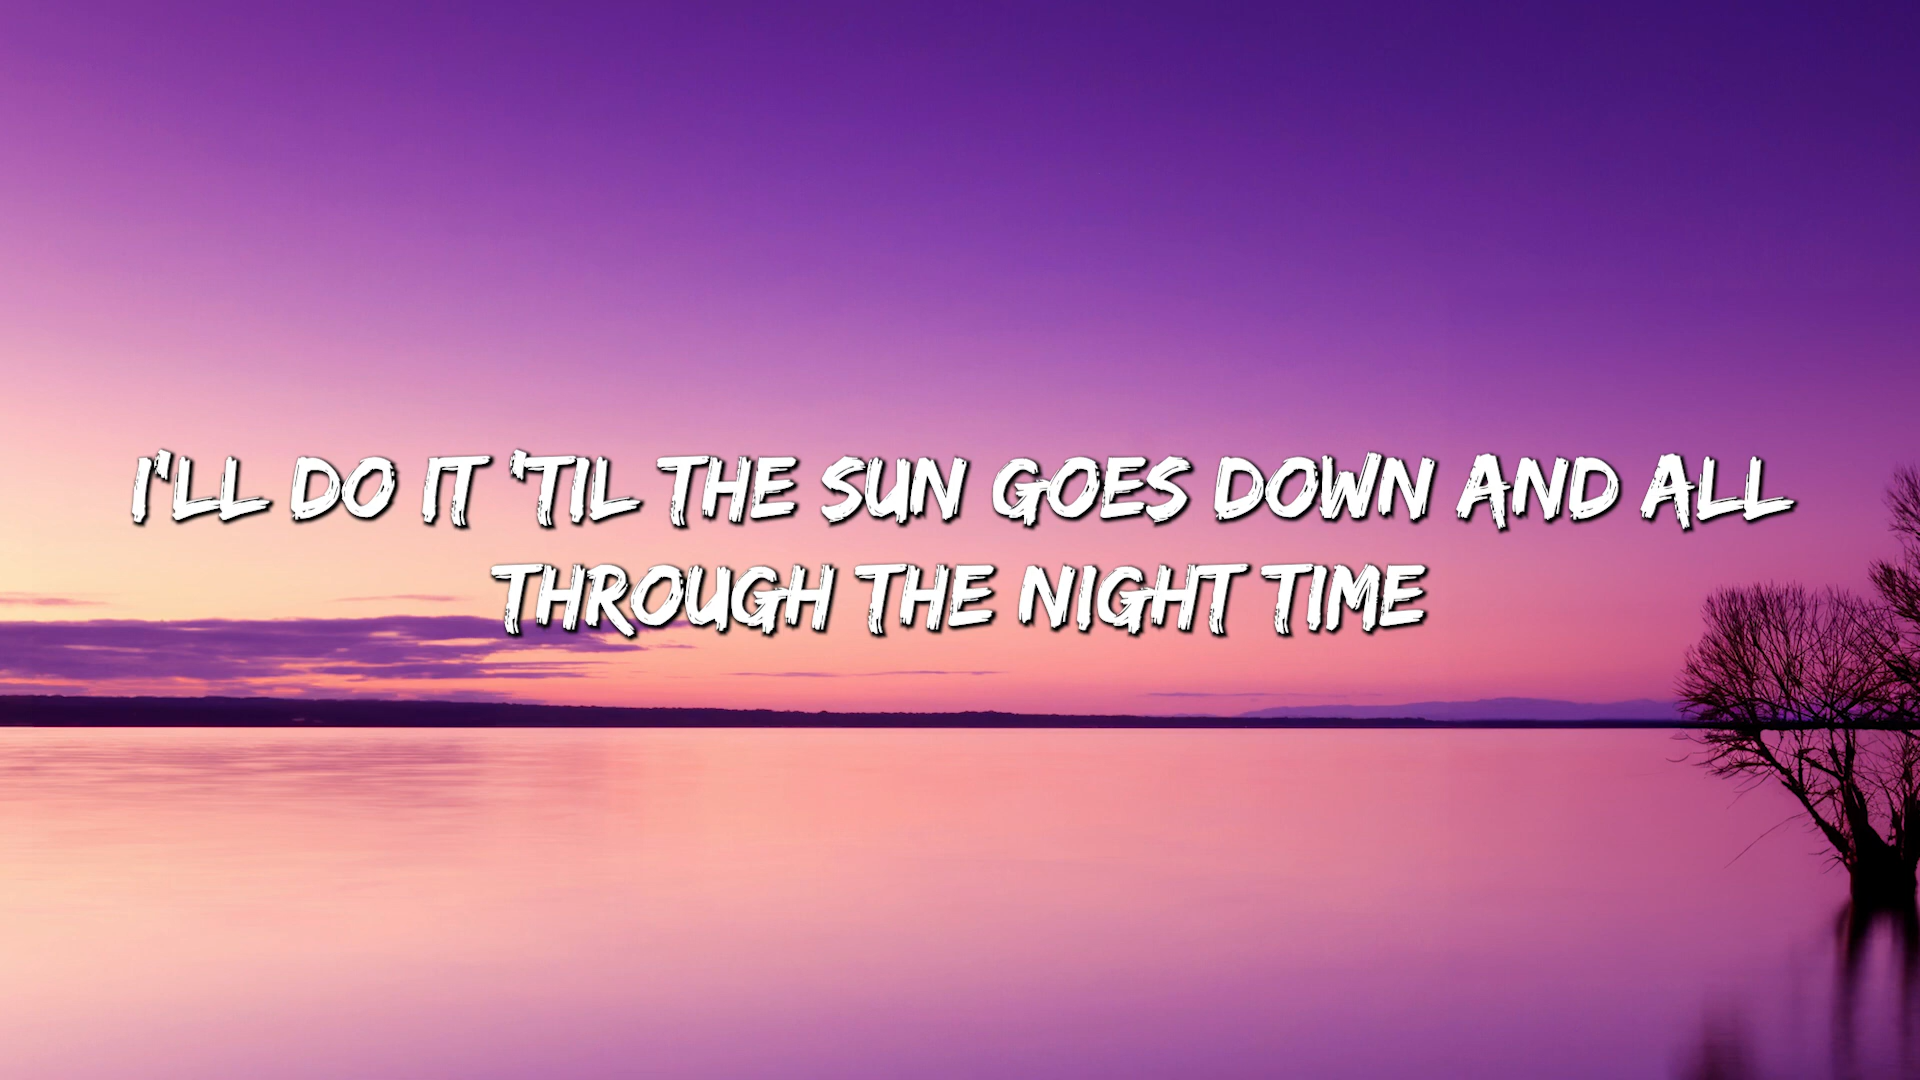 I'LL DO IT 'TIL THE SUN GOES DOWN AND ALL
THROUGH THE NIGHT TIME